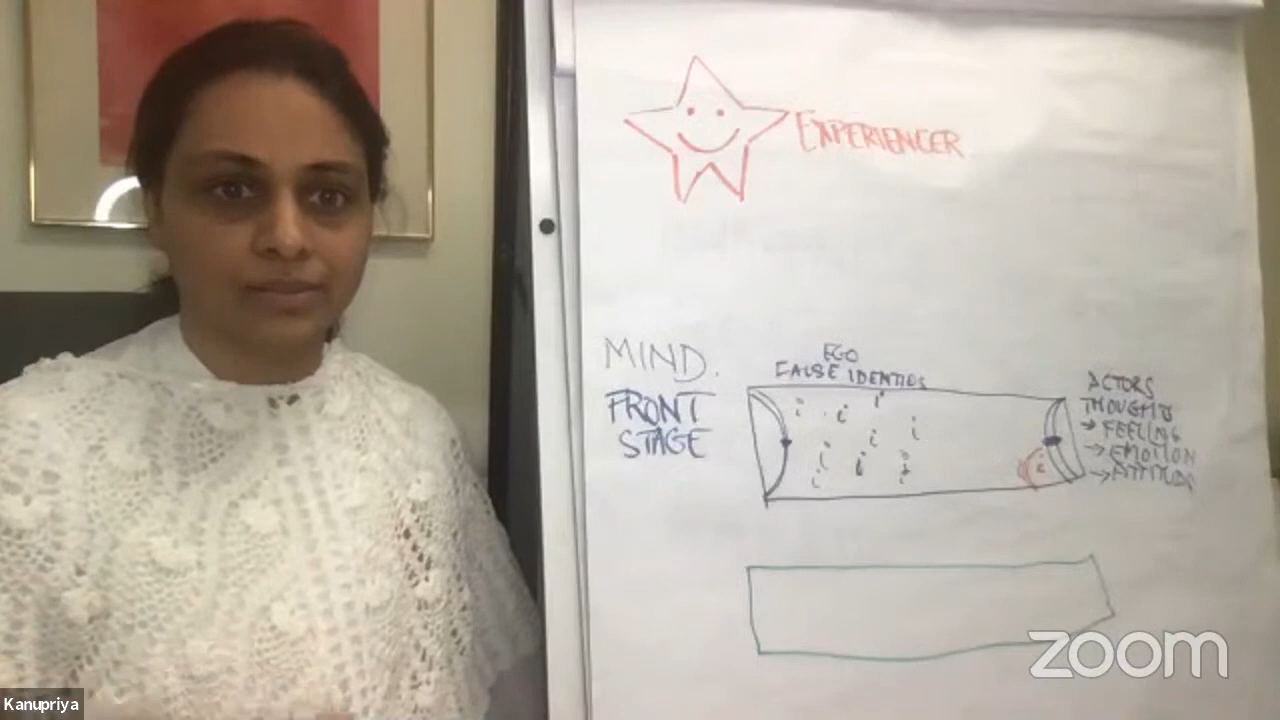 EXPERIENCER
MIND.
FRONT
STAGE
EGO
FALSE IDENTIES
i i i i i i i i i i i
ACTORS
THOUGHTS
→ FEELING
→ EMOTION
→ ATTITUDE
zoom
Kanupriya